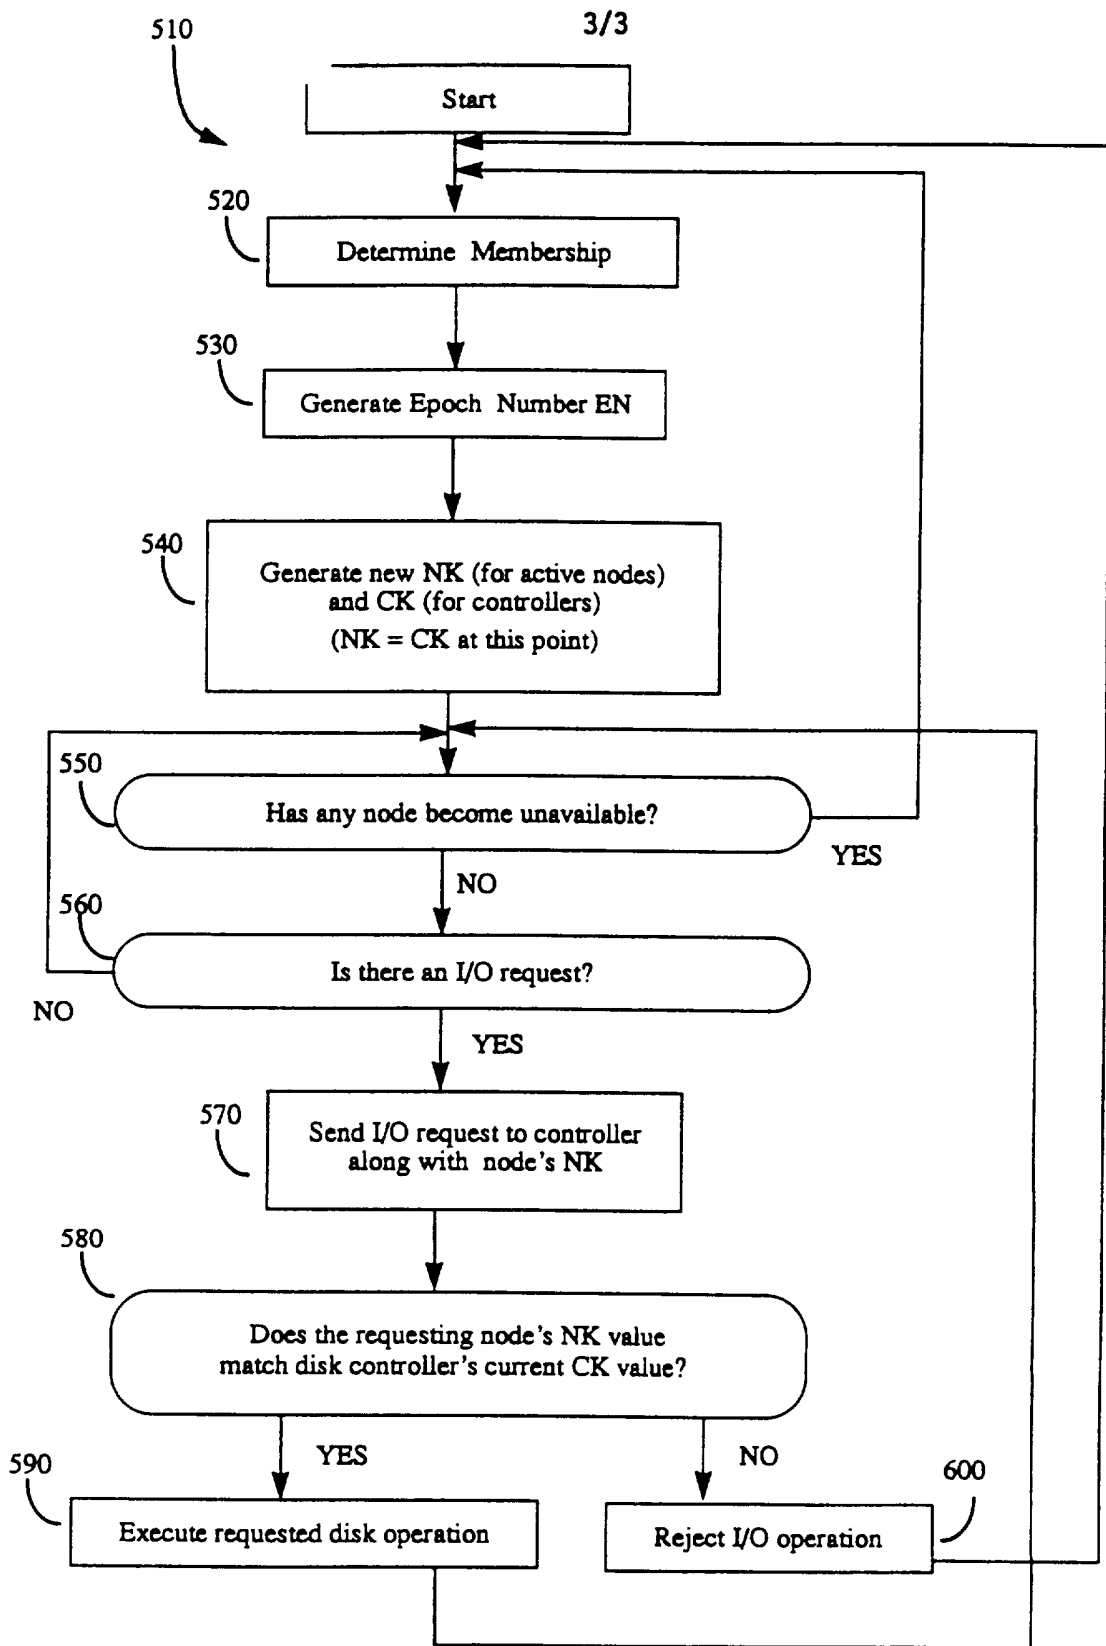 3/3
510
Start
520
Determine Membership
530
Generate Epoch Number EN
540
Generate new NK (for active nodes)
and CK (for controllers)
(NK = CK at this point)
550
Has any node become unavailable?
YES
NO
560
Is there an I/O request?
NO
YES
570
Send I/O request to controller
along with node's NK
580
Does the requesting node's NK value
match disk controller's current CK value?
YES
NO
590
600
Execute requested disk operation
Reject I/O operation